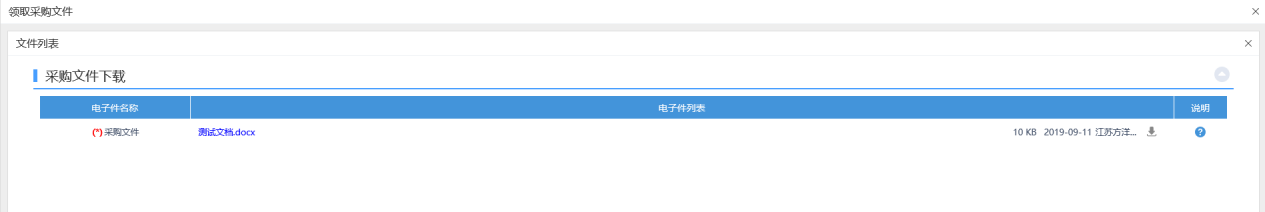 领取采购文件
文件列表
采购文件下载
电子件名称 电子件列表 说明
(*) 采购文件 测试文档.docx 10 KB 2019-09-11 江苏方洋...